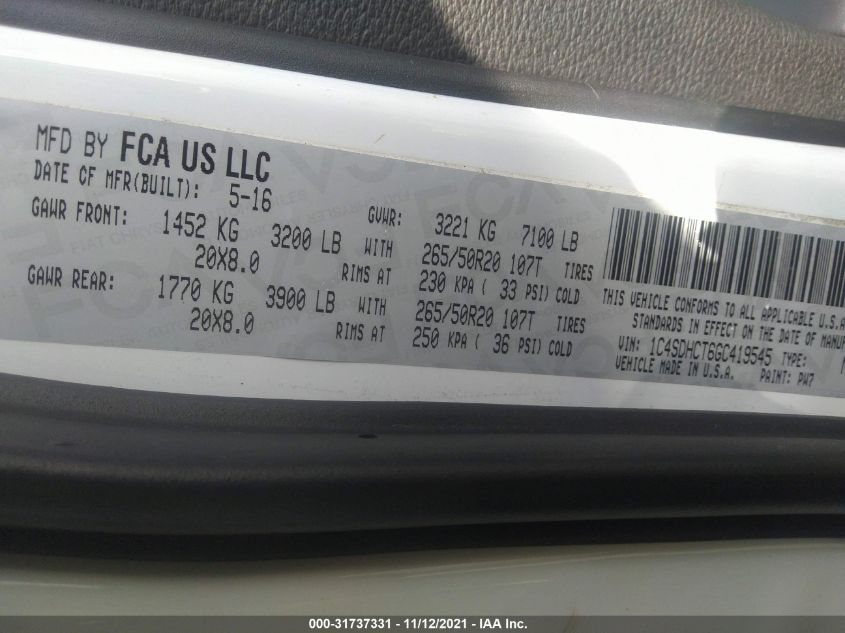 MFD BY FCA US LLC
DATE OF MFR(BUILT): 5-16
GAWR FRONT: 1452 KG 3200 LB WITH
20X8.0 RIMS AT
GAWR REAR: 1770 KG 3900 LB WITH
20X8.0 RIMS AT
GVWR: 3221 KG 7100 LB
265/50R20 107T TIRES
230 KPA ( 33 PSI) COLD
265/50R20 107T TIRES
250 KPA ( 36 PSI) COLD
THIS VEHICLE CONFORMS TO ALL APPLICABLE U.S.A
STANDARDS IN EFFECT ON THE DATE OF MANUF
VIN: 1C4SDHCT6GC419545 TYPE:
VEHICLE MADE IN U.S.A. PAINT: PW7
000-31737331 - 11/12/2021 - IAA Inc.